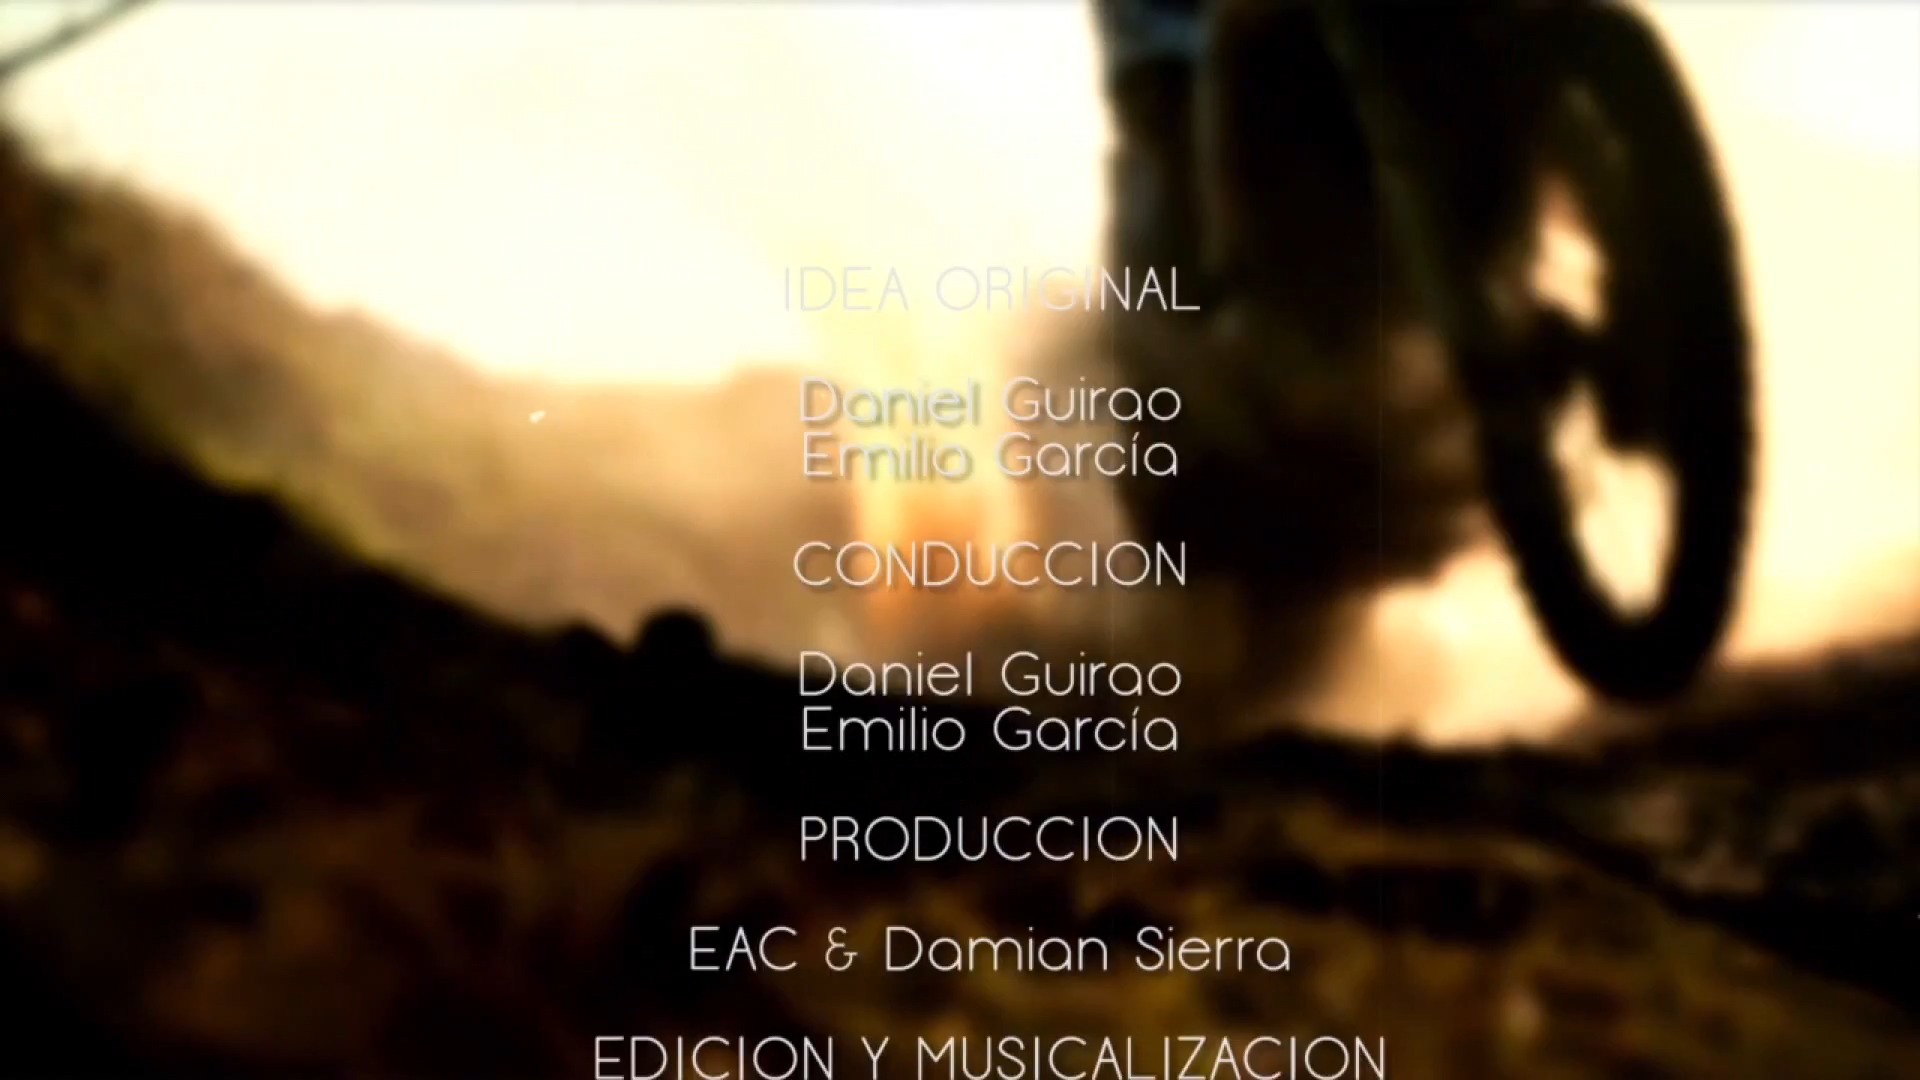 IDEA ORIGINAL
Daniel Guirao
Emilio García
CONDUCCION
Daniel Guirao
Emilio García
PRODUCCION
EAC & Damian Sierra
EDICION Y MUSICALIZACION